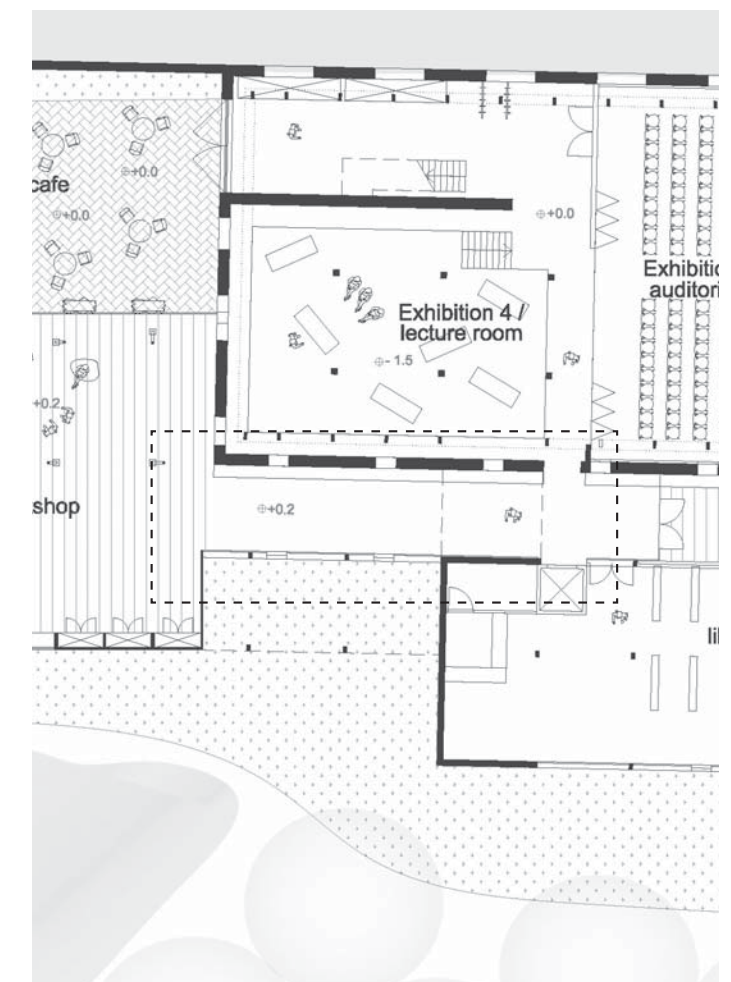 cafe
+0.0
+0.0
+0.0
Exhibition 4 /
lecture room
- 1.5
Exhibitio
auditori
+0.2
shop
+0.2
li